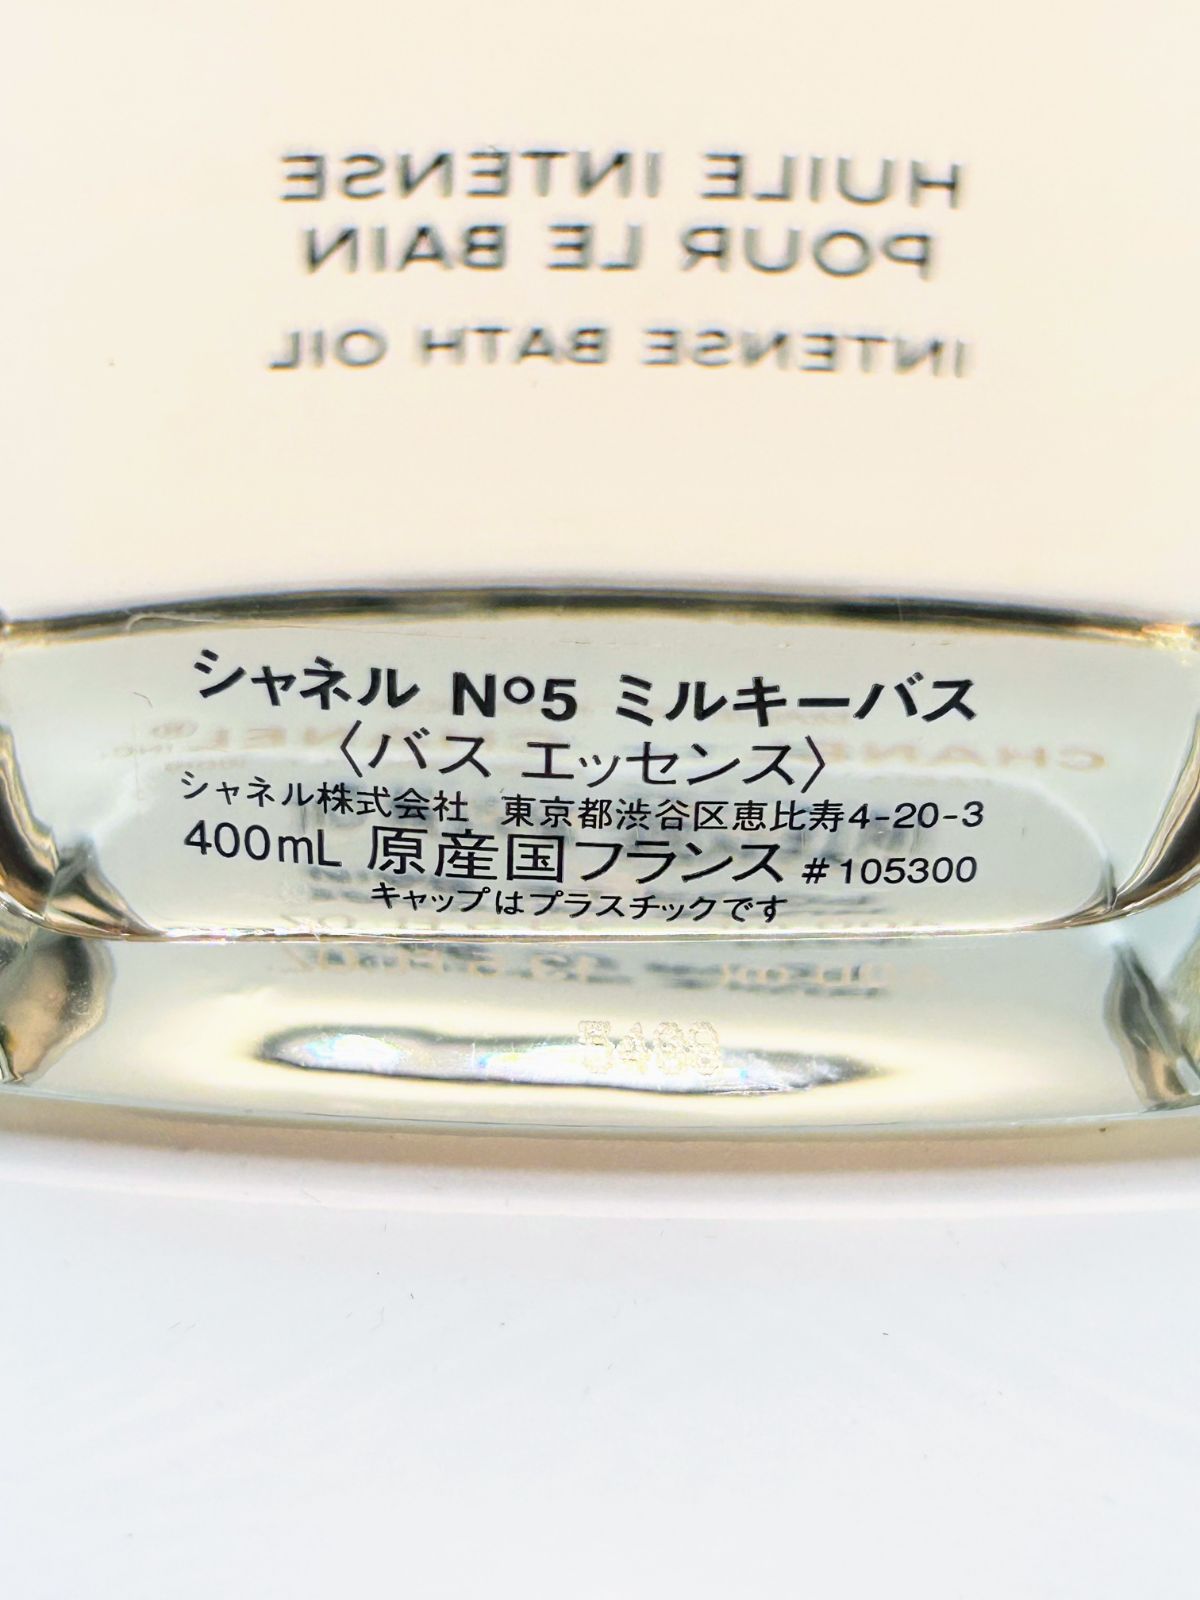 HUILE INTENSE
POUR LE BAIN
INTENSE BATH OIL
シャネル Nº5 ミルキーバス
〈バス エッセンス〉
シャネル株式会社 東京都渋谷区恵比寿4-20-3
400mL 原産国フランス #105300
キャップはプラスチックです